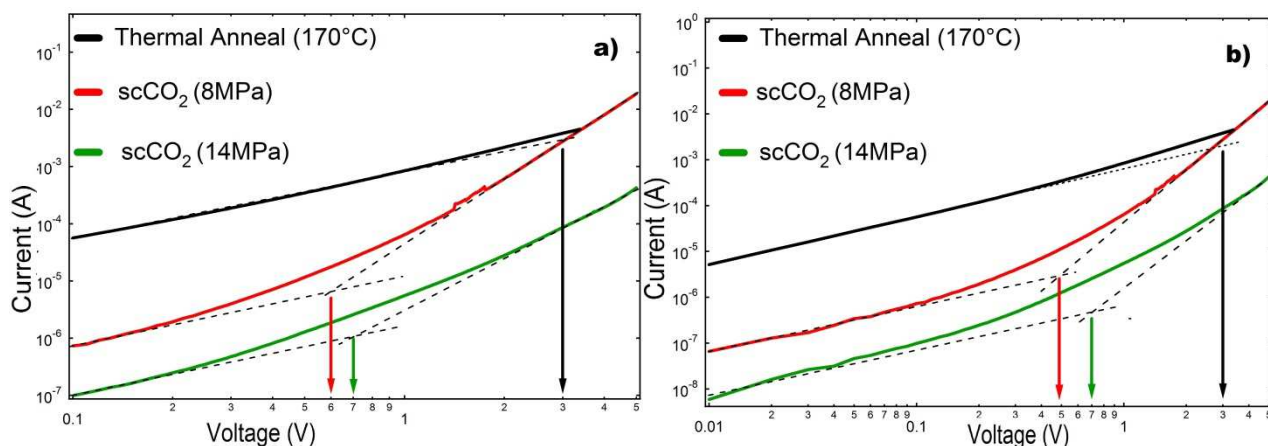 a)
Thermal Anneal (170°C)
scCO2 (8MPa)
scCO2 (14MPa)
Current (A)
10-1
10-2
10-3
10-4
10-5
10-6
10-7
0.1 2 3 4 5 6 7 8 9 1 2 3 4 5
Voltage (V)
b)
Thermal Anneal (170°C)
scCO2 (8MPa)
scCO2 (14MPa)
Current (A)
100
10-1
10-2
10-3
10-4
10-5
10-6
10-7
10-8
0.01 2 3 4 5 6 7 8 9 0.1 2 3 4 5 6 7 8 9 1 2 3 4 5
Voltage (V)